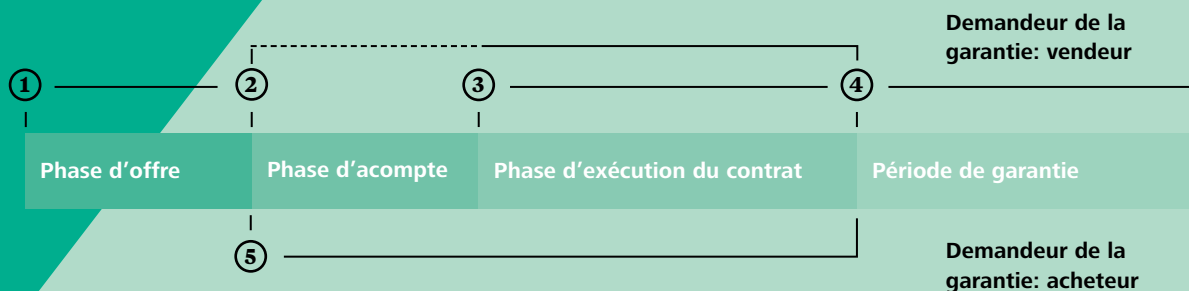 Demandeur de la
garantie: vendeur
1 2 3 4
Phase d’offre Phase d’acompte Phase d’exécution du contrat Période de garantie
5
Demandeur de la
garantie: acheteur